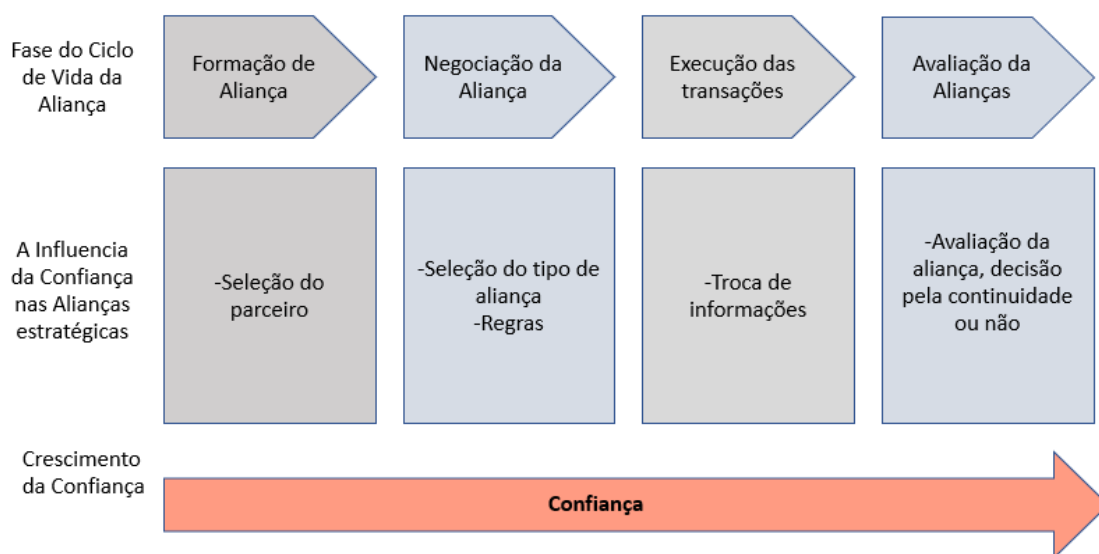 Fase do Ciclo
de Vida da
Aliança
Formação de
Aliança
Negociação da
Aliança
Execução das
transações
Avaliação da
Alianças
A Influencia
da Confiança
nas Alianças
estratégicas
-Seleção do
parceiro
-Seleção do tipo de
aliança
-Regras
-Troca de
informações
-Avaliação da
aliança, decisão
pela continuidade
ou não
Crescimento
da Confiança
Confiança